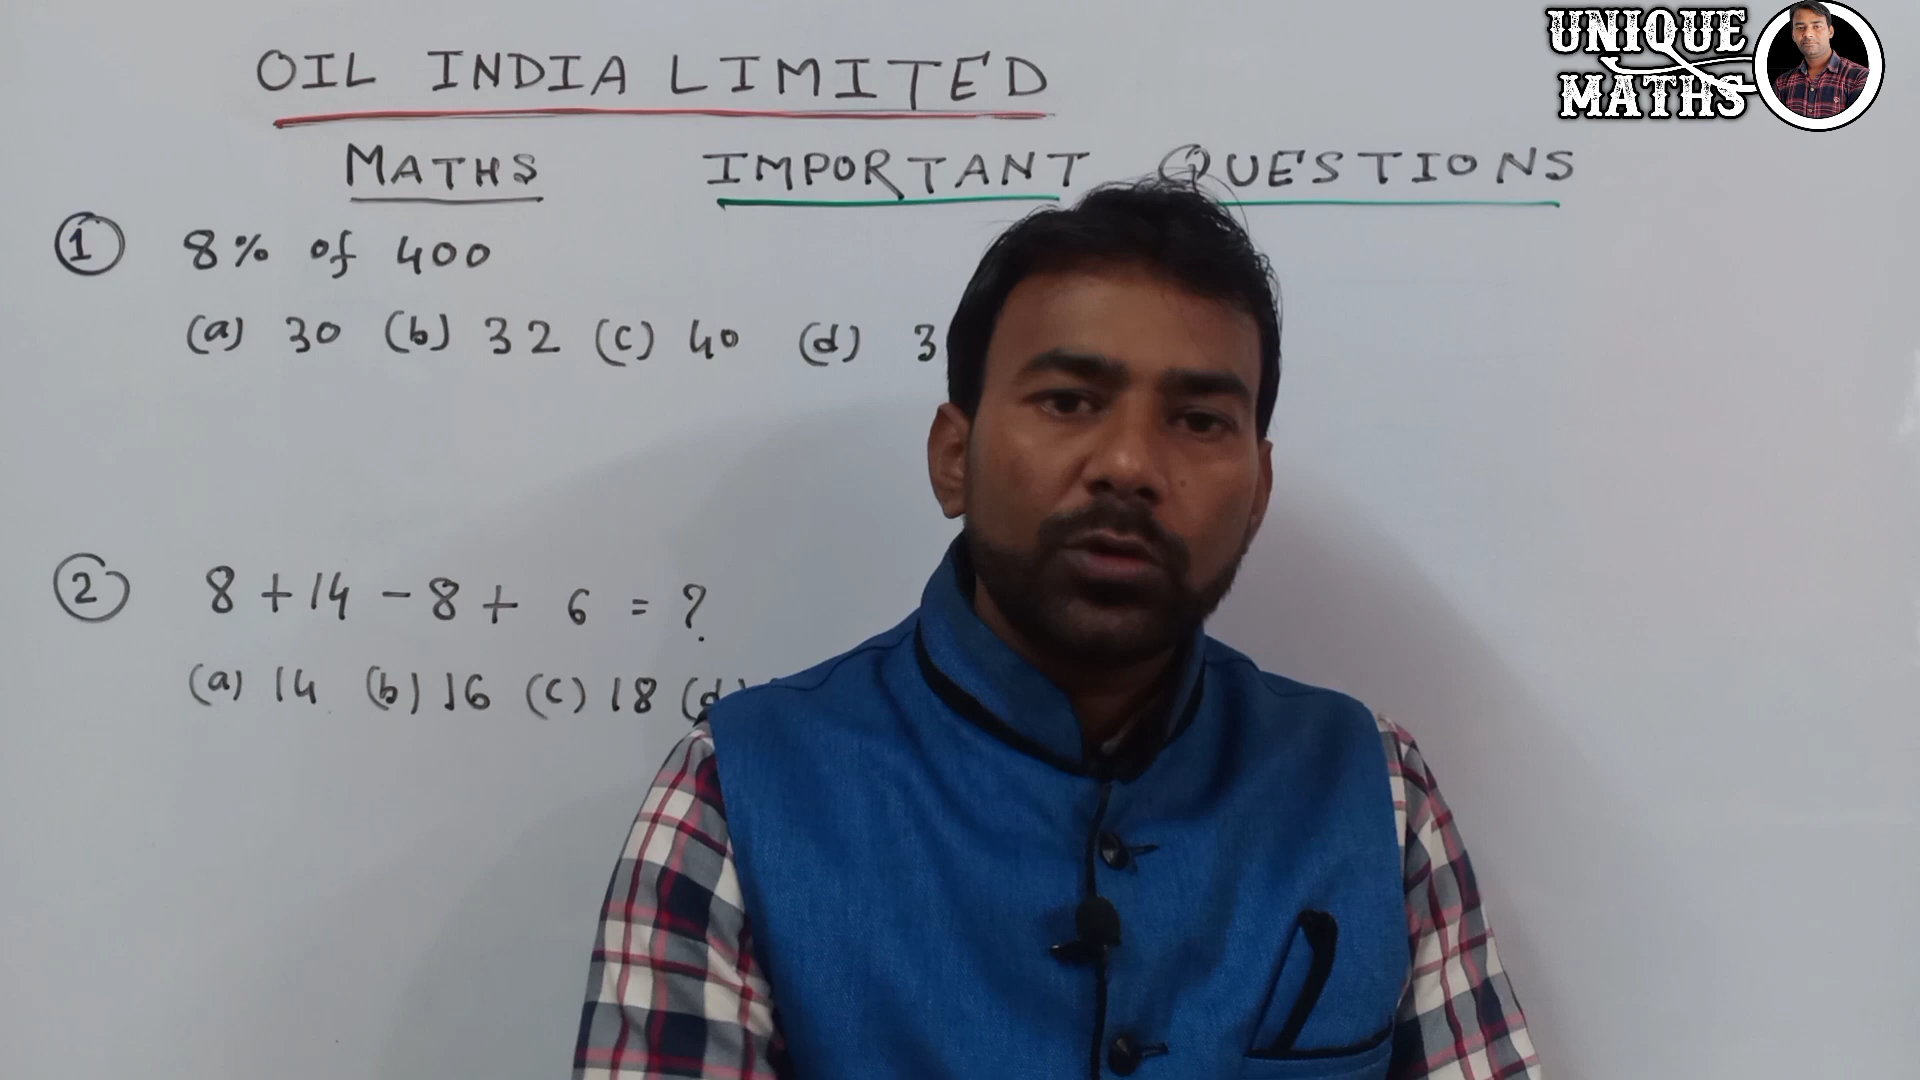 UNIQUE
MATHS
OIL INDIA LIMITED
MATHS IMPORTANT QUESTIONS
1 8% of 400
(a) 30 (b) 32 (c) 40 (d) 3
2 8 + 14 - 8 + 6 = ?
(a) 14 (b) 16 (c) 18 (d)